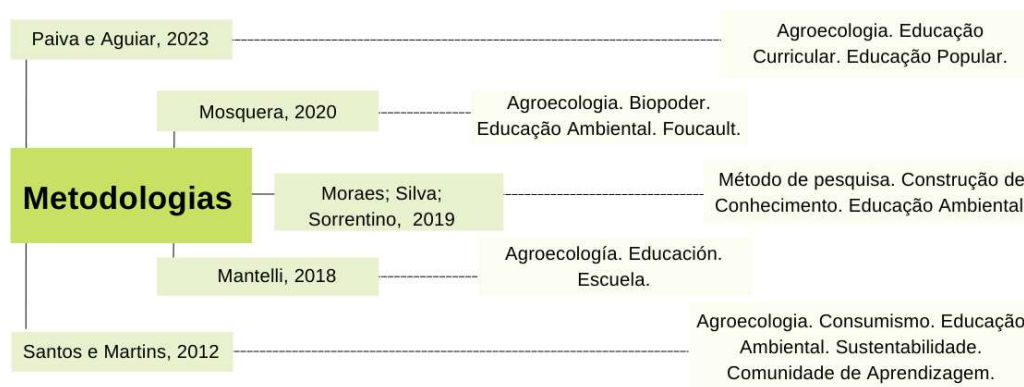 Paiva e Aguiar, 2023
Agroecologia. Educação
Curricular. Educação Popular.
Mosquera, 2020
Agroecologia. Biopoder.
Educação Ambiental. Foucault.
Metodologias
Moraes; Silva;
Sorrentino, 2019
Método de pesquisa. Construção de
Conhecimento. Educação Ambiental
Mantelli, 2018
Agroecología. Educación.
Escuela.
Santos e Martins, 2012
Agroecologia. Consumismo. Educação
Ambiental. Sustentabilidade.
Comunidade de Aprendizagem.